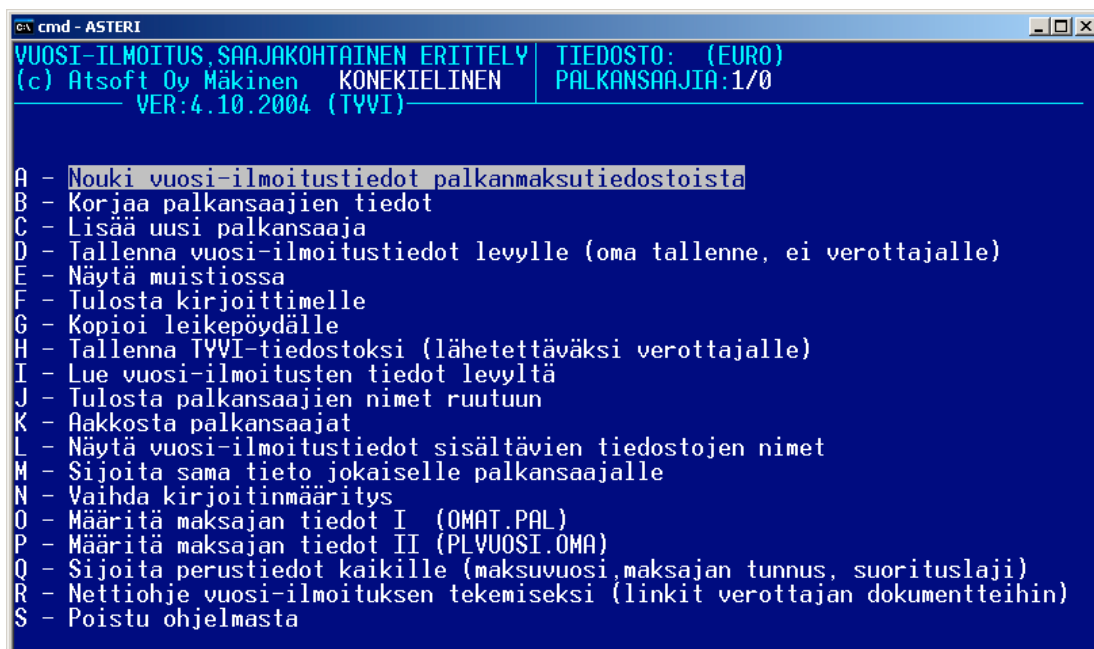 cmd - ASTERI
VUOSI-ILMOITUS,SAAJAKOHTAINEN ERITTELY TIEDOSTO: (EURO)
(c) Atsoft Oy Mäkinen KONEKIELINEN PALKANSAAJIA:1/0
VER:4.10.2004 (TYVI)
A - Nouki vuosi-ilmoitustiedot palkanmaksutiedostoista
B - Korjaa palkansaajien tiedot
C - Lisää uusi palkansaaja
D - Tallenna vuosi-ilmoitustiedot levylle (oma tallenne, ei verottajalle)
E - Näytä muistiossa
F - Tulosta kirjoittimelle
G - Kopioi leikepöydälle
H - Tallenna TYVI-tiedostoksi (lähetettäväksi verottajalle)
I - Lue vuosi-ilmoitusten tiedot levyltä
J - Tulosta palkansaajien nimet ruutuun
K - Aakkosta palkansaajat
L - Näytä vuosi-ilmoitustiedot sisältävien tiedostojen nimet
M - Sijoita sama tieto jokaiselle palkansaajalle
N - Vaihda kirjoitinmääritys
O - Määritä maksajan tiedot I (OMAT.PAL)
P - Määritä maksajan tiedot II (PLVUOSI.OMA)
Q - Sijoita perustiedot kaikille (maksuvuosi,maksajan tunnus, suorituslaji)
R - Nettiohje vuosi-ilmoituksen tekemiseksi (linkit verottajan dokumentteihin)
S - Poistu ohjelmasta